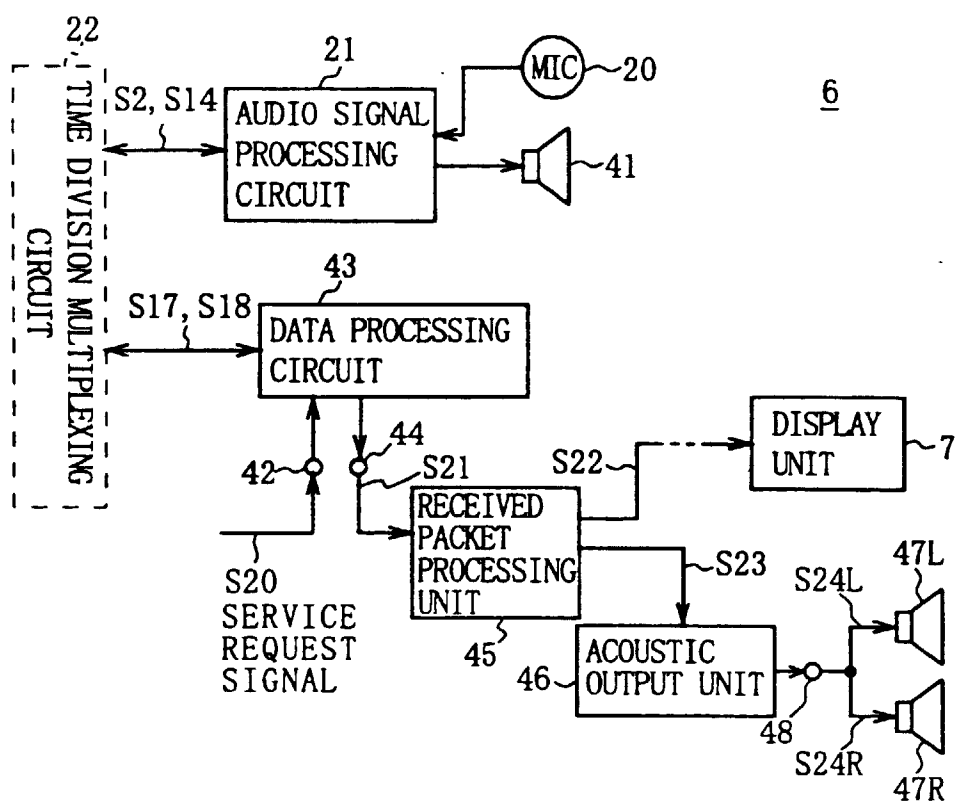 22
TIME DIVISION MULTIPLEXING
CIRCUIT
S2, S14
21
AUDIO SIGNAL
PROCESSING
CIRCUIT
MIC
20
6
41
S17, S18
43
DATA PROCESSING
CIRCUIT
42
44
S21
S20
SERVICE
REQUEST
SIGNAL
RECEIVED
PACKET
PROCESSING
UNIT
45
S22
DISPLAY
UNIT
7
S23
46
ACOUSTIC
OUTPUT UNIT
48
S24L
47L
S24R
47R